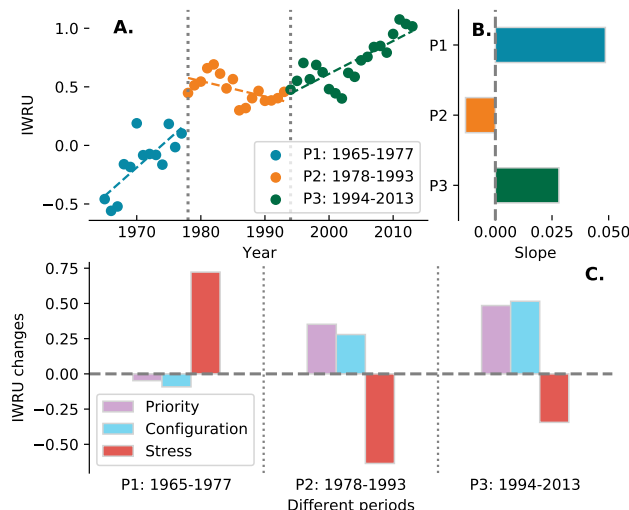 A.
1.0
0.5
0.0
−0.5
IWRU
P1: 1965-1977
P2: 1978-1993
P3: 1994-2013
1970
1980
1990
2000
2010
Year
B.
P1
P2
P3
0.000
0.025
0.050
Slope
C.
0.75
0.50
0.25
0.00
−0.25
−0.50
IWRU changes
Priority
Configuration
Stress
P1: 1965-1977
P2: 1978-1993
P3: 1994-2013
Different periods